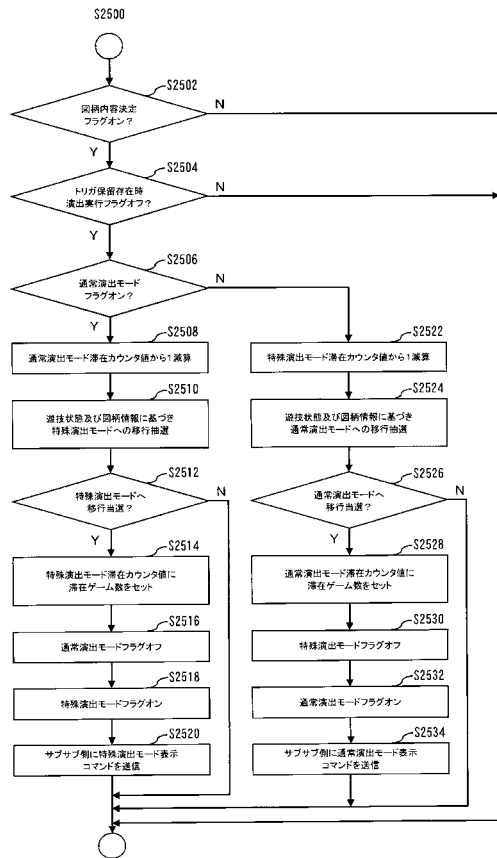 S2500
S2502
図柄内容決定
フラグオン?
N
Y
S2504
トリガ保留存在時
演出実行フラグオフ?
N
Y
S2506
通常演出モード
フラグオン?
N
Y
S2508
通常演出モード滞在カウンタ値から1減算
S2510
遊技状態及び図柄情報に基づき
特殊演出モードへの移行抽選
S2512
特殊演出モードへ
移行当選?
N
Y
S2514
特殊演出モード滞在カウンタ値に
滞在ゲーム数をセット
S2516
通常演出モードフラグオフ
S2518
特殊演出モードフラグオン
S2520
サブサブ側に特殊演出モード表示
コマンドを送信
S2522
特殊演出モード滞在カウンタ値から1減算
S2524
遊技状態及び図柄情報に基づき
通常演出モードへの移行抽選
S2526
通常演出モードへ
移行当選?
N
Y
S2528
通常演出モード滞在カウンタ値に
滞在ゲーム数をセット
S2530
特殊演出モードフラグオフ
S2532
通常演出モードフラグオン
S2534
サブサブ側に通常演出モード表示
コマンドを送信